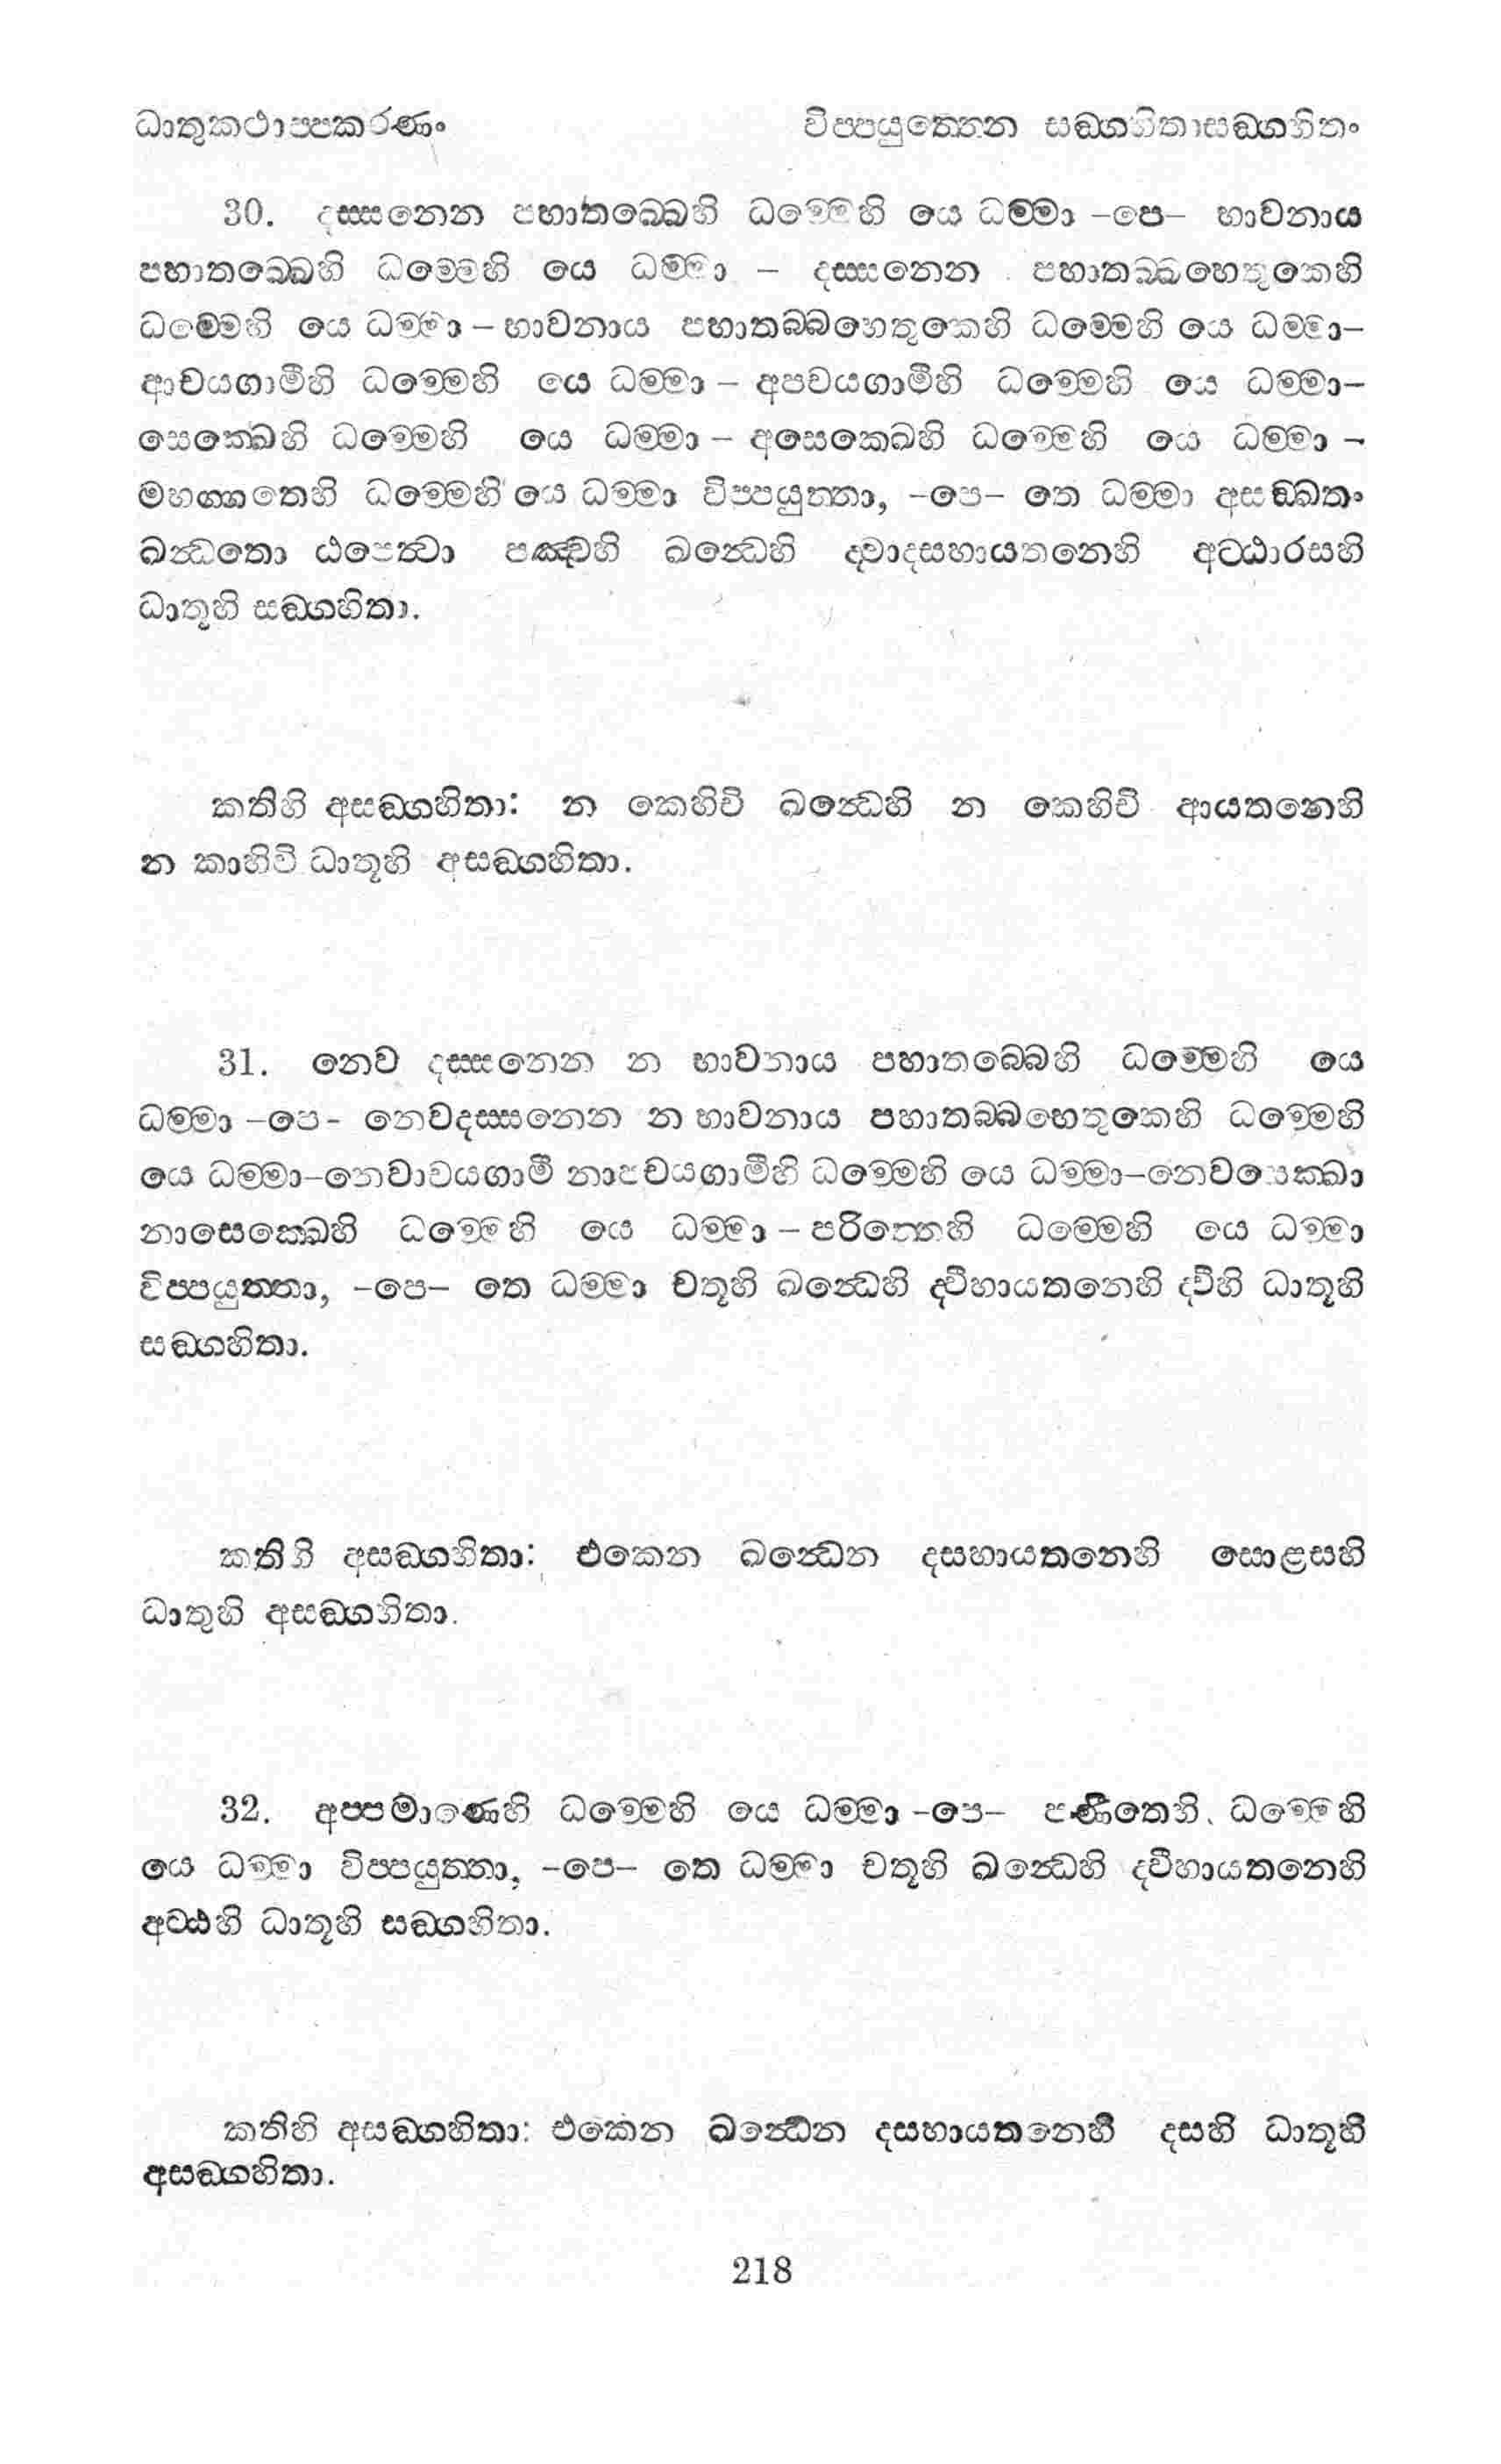 ධාතුකථාප්පකරණං විප්පයුත්තෙන සඞ්ගහිතාසඞ්ගහිතං
30. දස්සනෙන පහාතබ්බෙහි ධම්මෙහි යෙ ධම්මා –පෙ– භාවනාය
පහාතබ්බෙහි ධම්මෙහි යෙ ධම්මා – දස්සනෙන පහාතබ්බහෙතුකෙහි
ධම්මෙහි යෙ ධම්මා – භාවනාය පහාතබ්බහෙතුකෙහි ධම්මෙහි යෙ ධම්මා–
ආචයගාමීහි ධම්මෙහි යෙ ධම්මා – අපචයගාමීහි ධම්මෙහි යෙ ධම්මා–
සෙක්ඛෙහි ධම්මෙහි යෙ ධම්මා – අසෙක්ඛෙහි ධම්මෙහි යෙ ධම්මා –
මහග්ගතෙහි ධම්මෙහි යෙ ධම්මා විප්පයුත්තා, –පෙ– තෙ ධම්මා අසඞ්ඛතං
ඛන්ධතො ඨපෙත්වා පඤ්චහි ඛන්ධෙහි ද්වාදසහායතනෙහි අට්ඨාරසහි
ධාතූහි සඞ්ගහිතා.
කතිහි අසඞ්ගහිතා: න කෙහිචි ඛන්ධෙහි න කෙහිචි ආයතනෙහි
න කාහිචි ධාතූහි අසඞ්ගහිතා.
31. නෙව දස්සනෙන න භාවනාය පහාතබ්බෙහි ධම්මෙහි යෙ
ධම්මා –පෙ- නෙවදස්සනෙන න භාවනාය පහාතබ්බහෙතුකෙහි ධම්මෙහි
යෙ ධම්මා–නෙවාචයගාමී නාපචයගාමීහි ධම්මෙහි යෙ ධම්මා–නෙවසෙක්ඛා
නාසෙක්ඛෙහි ධම්මෙහි යෙ ධම්මා – පරිත්තෙහි ධම්මෙහි යෙ ධම්මා
විප්පයුත්තා, –පෙ– තෙ ධම්මා චතූහි ඛන්ධෙහි ද්වීහායතනෙහි ද්වීහි ධාතූහි
සඞ්ගහිතා.
කතිහි අසඞ්ගහිතා: එකෙන ඛන්ධෙන දසහායතනෙහි සොළසහි
ධාතුහි අසඞ්ගහිතා.
32. අප්පමාණෙහි ධම්මෙහි යෙ ධම්මා –පෙ– පණීතෙහි ධම්මෙහි
යෙ ධම්මා විප්පයුත්තා, –පෙ– තෙ ධම්මා චතූහි ඛන්ධෙහි ද්වීහායතනෙහි
අට්ඨහි ධාතූහි සඞ්ගහිතා.
කතිහි අසඞ්ගහිතා: එකෙන ඛන්ධෙන දසහායතනෙහි දසහි ධාතූහි
අසඞ්ගහිතා.
218